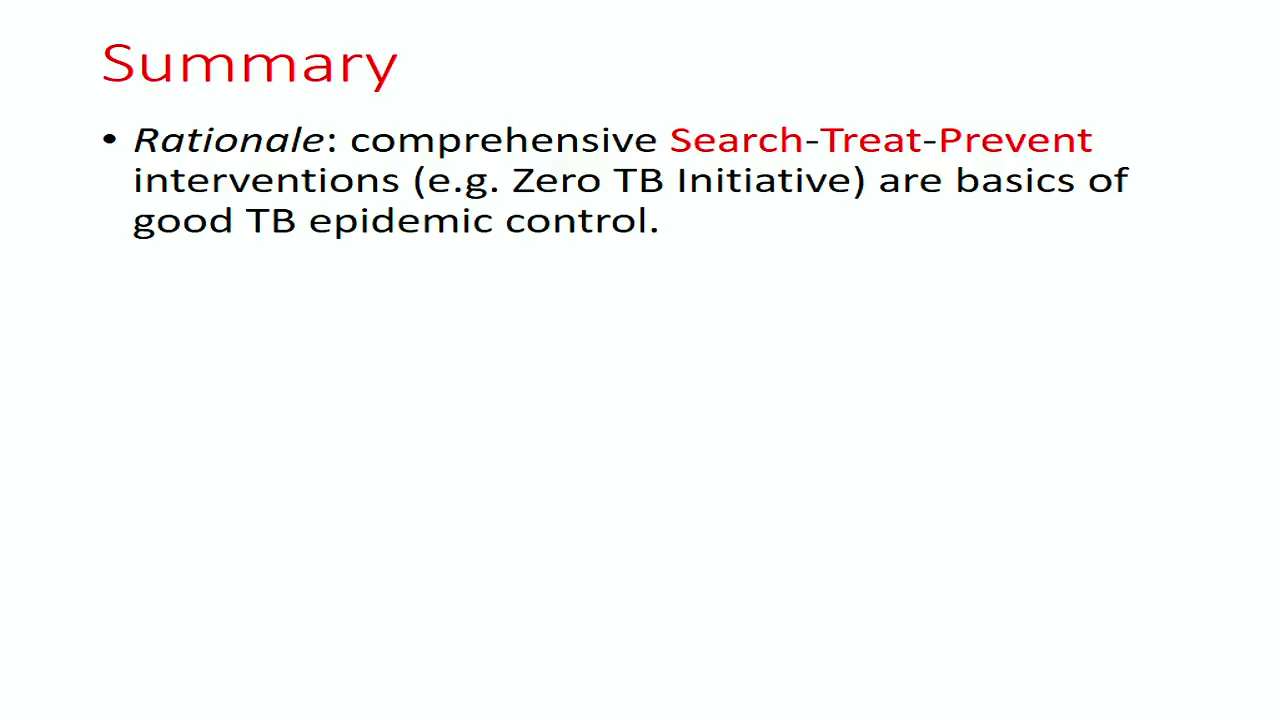 Summary
• Rationale: comprehensive Search-Treat-Prevent
interventions (e.g. Zero TB Initiative) are basics of
good TB epidemic control.